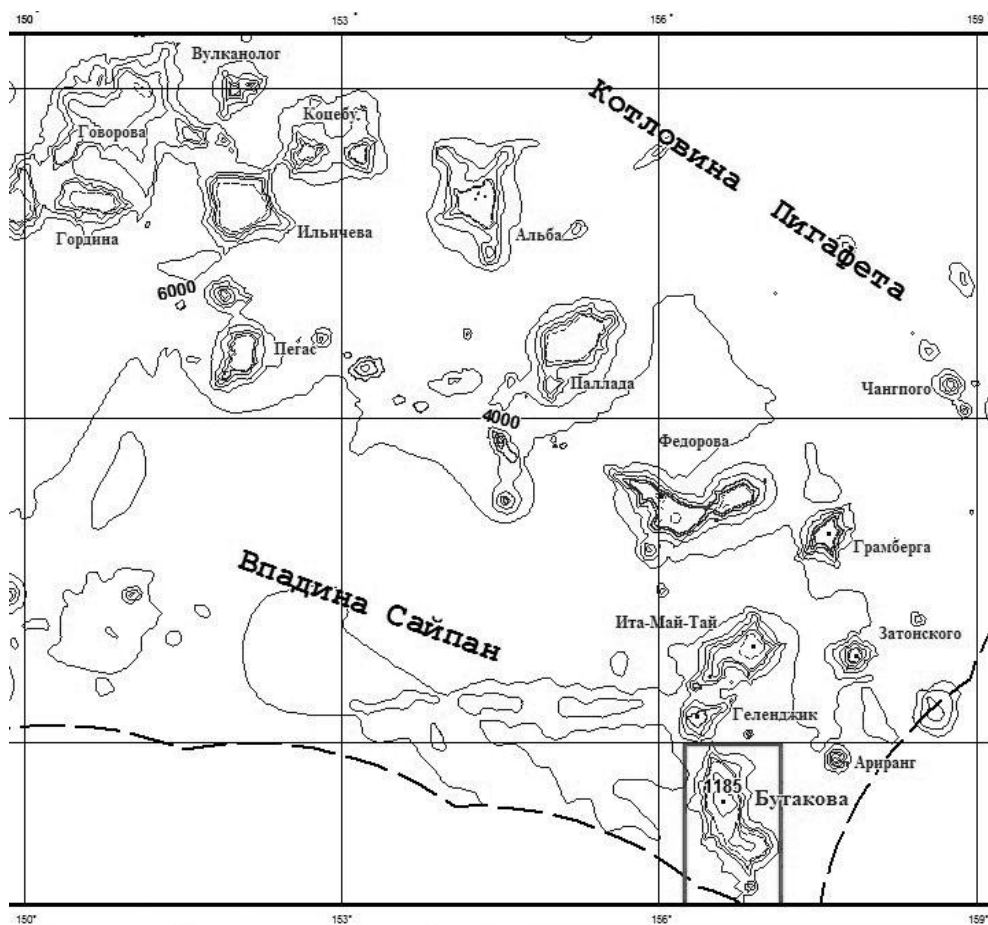 150°
153°
156°
159
Вулканолог
Коцебу
Говорова
Котловина Пигафета
Гордина
Ильичева
Альба
6000
Пегас
Паллада
Чангпого
4000
Федорова
Грамберга
Впадина Сайпан
Ита-Май-Тай
Затонского
Геленджик
Ариранг
1185
Бутакова
150°
153°
156°
159°